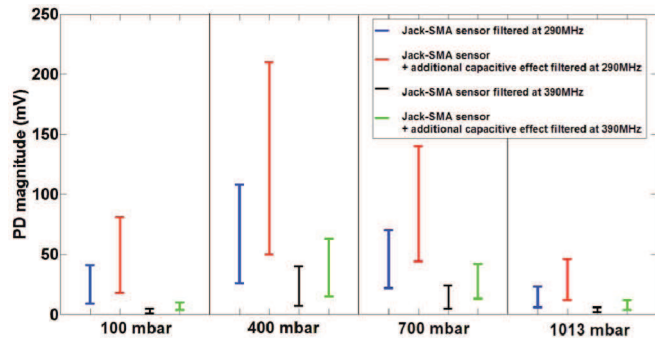 250
200
150
100
50
0
PD magnitude (mV)
Jack-SMA sensor filtered at 290MHz
Jack-SMA sensor
+ additional capacitive effect filtered at 290MHz
Jack-SMA sensor filtered at 390MHz
Jack-SMA sensor
+ additional capacitive effect filtered at 390MHz
100 mbar
400 mbar
700 mbar
1013 mbar